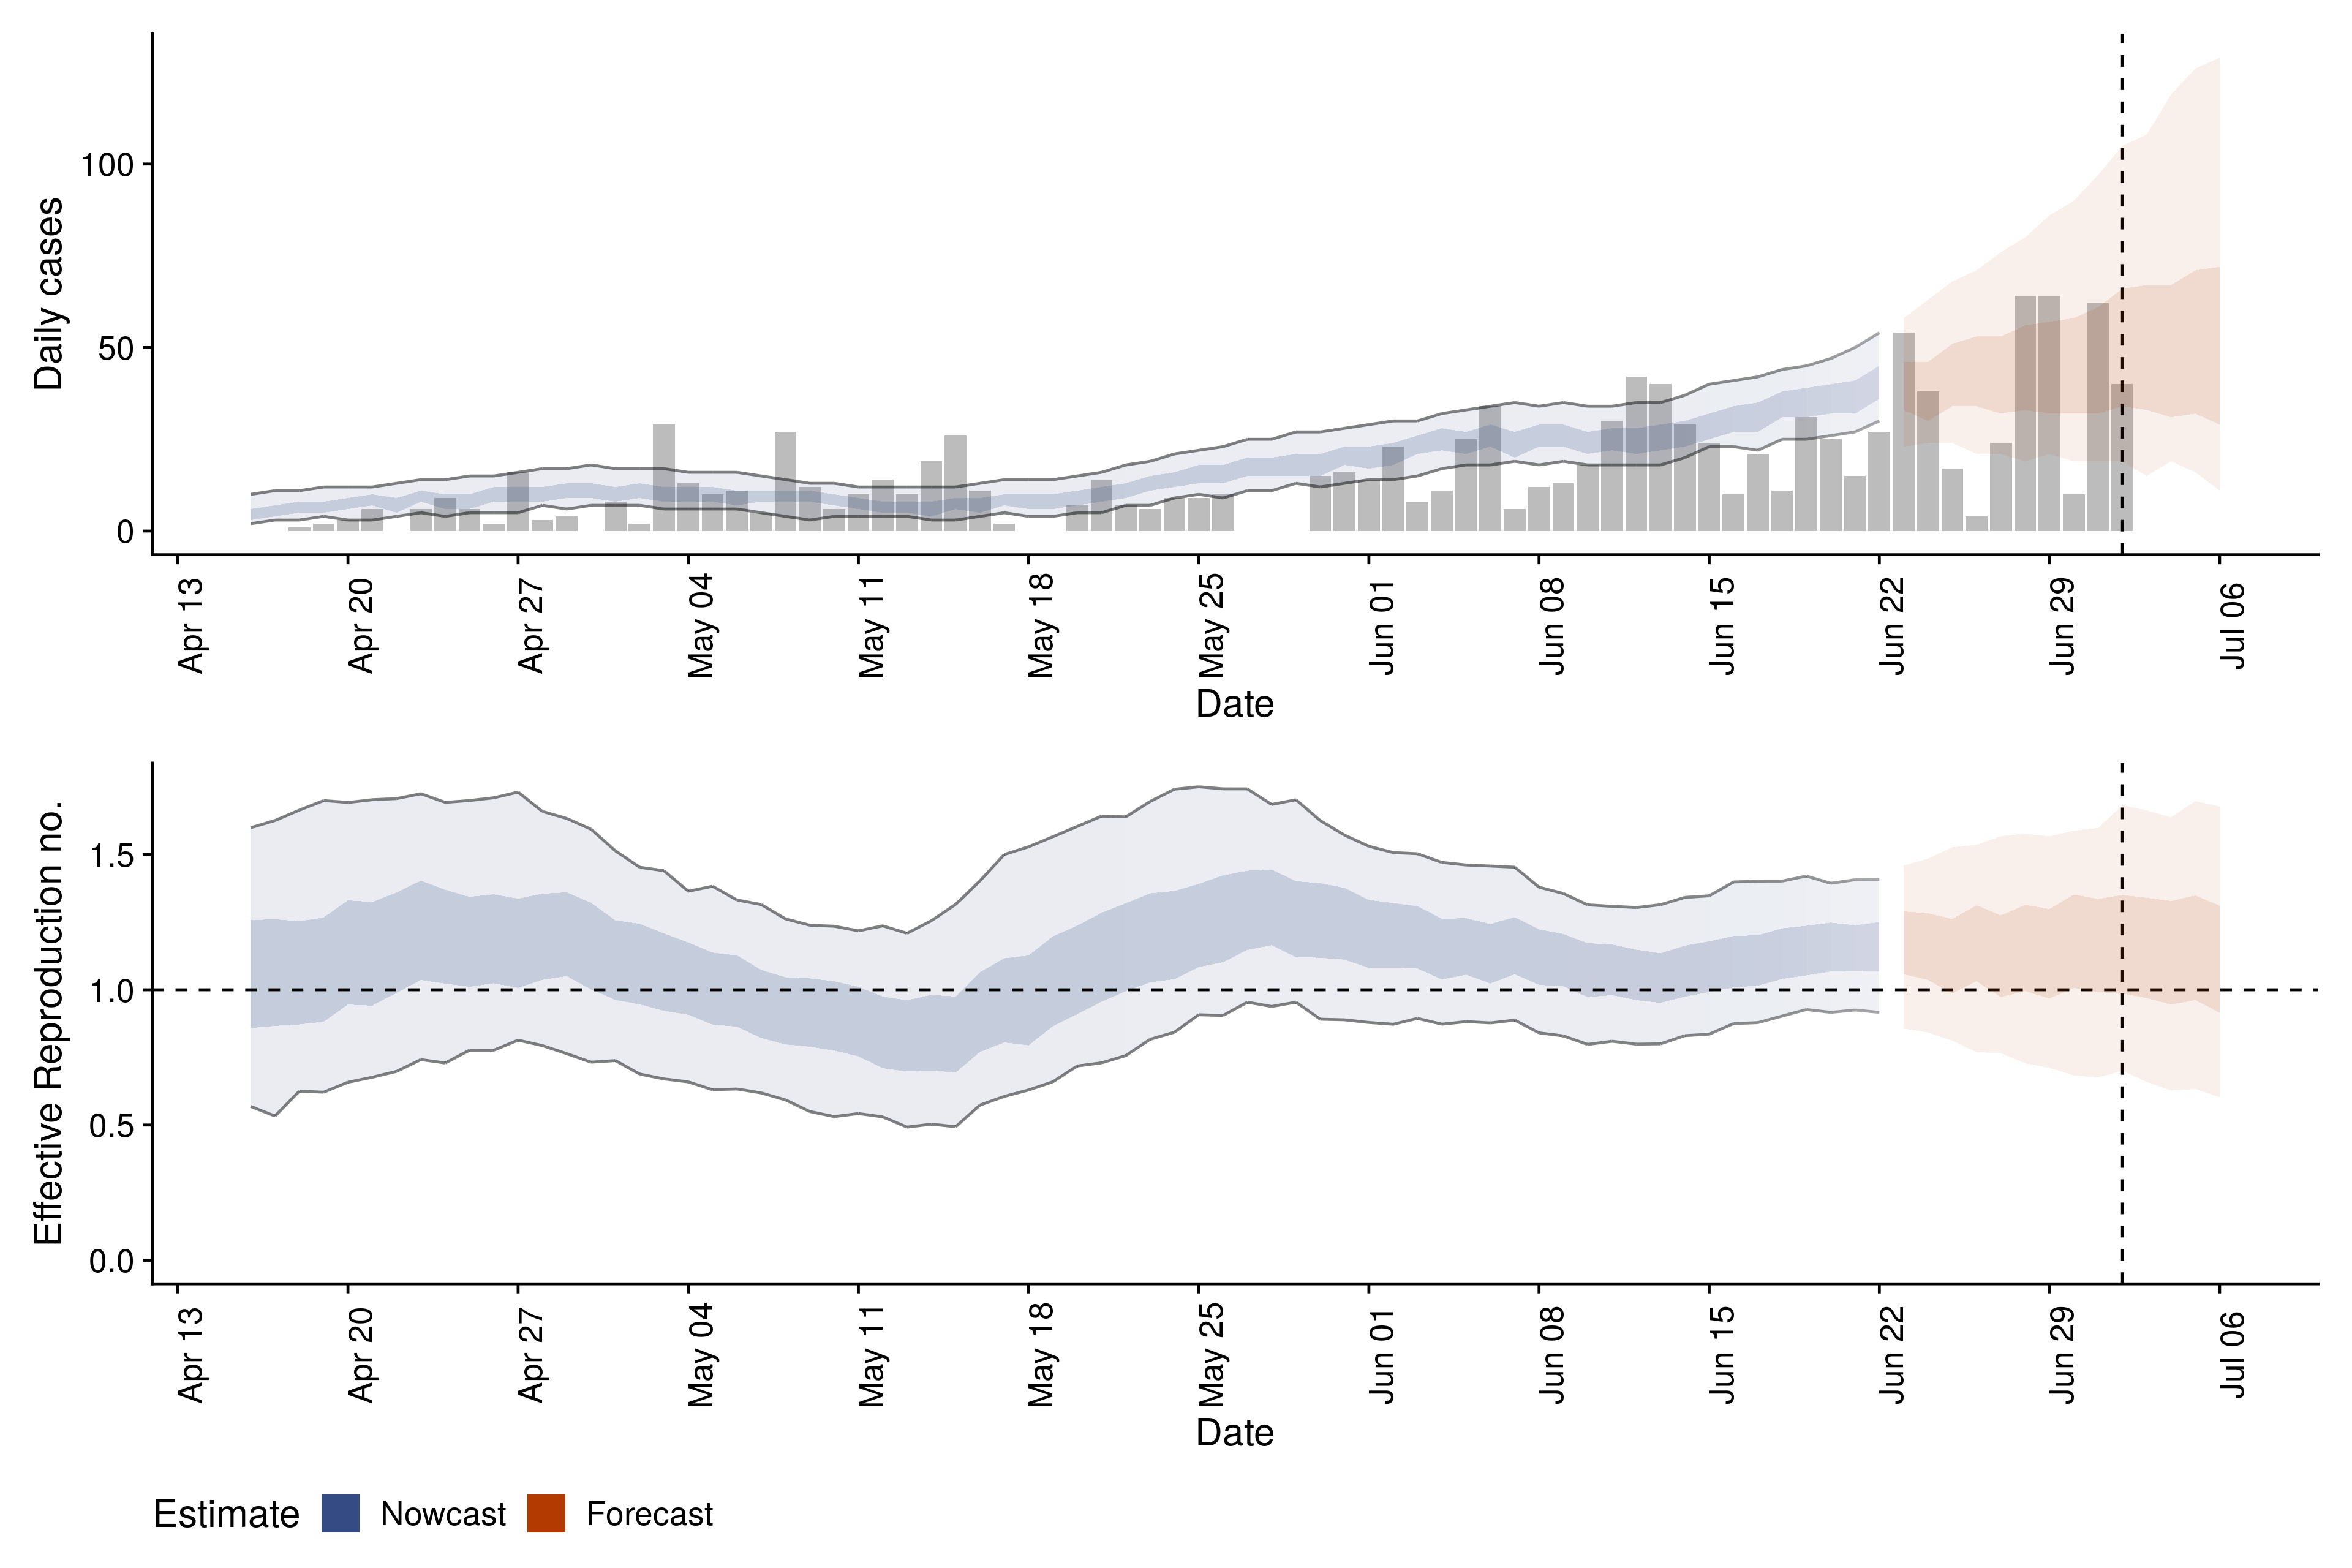 Daily cases
100
50
0
Apr 13
Apr 20
Apr 27
May 04
May 11
May 18
May 25
Jun 01
Jun 08
Jun 15
Jun 22
Jun 29
Jul 06
Date
Effective Reproduction no.
1.5
1.0
0.5
0.0
Apr 13
Apr 20
Apr 27
May 04
May 11
May 18
May 25
Jun 01
Jun 08
Jun 15
Jun 22
Jun 29
Jul 06
Date
Estimate Nowcast Forecast